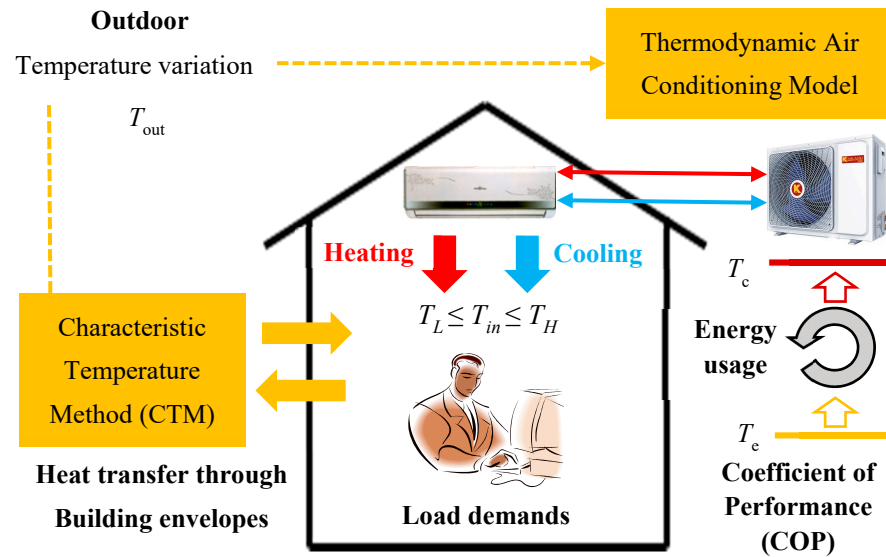 Outdoor
Temperature variation
T_out
Thermodynamic Air
Conditioning Model
K
Heating
Cooling
T_L ≤ T_in ≤ T_H
T_c
Characteristic
Temperature
Method (CTM)
Energy
usage
T_e
Heat transfer through
Building envelopes
Load demands
Coefficient of
Performance
(COP)